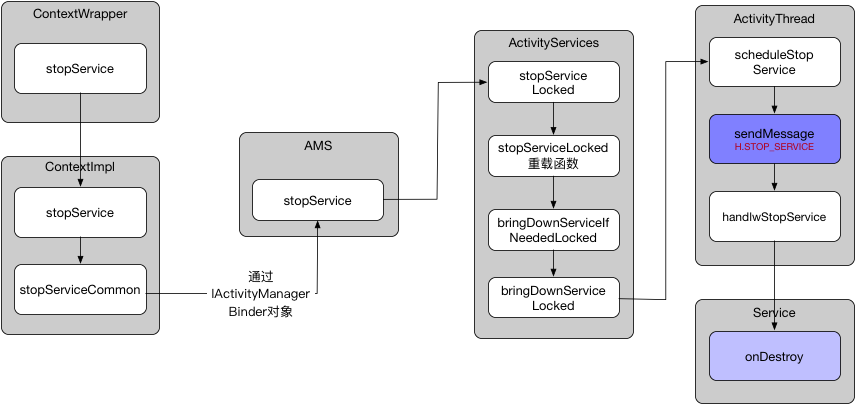 ContextWrapper
stopService
ContextImpl
stopService
stopServiceCommon
通过
IActivityManager
Binder对象
AMS
stopService
ActivityServices
stopService
Locked
stopServiceLocked
重载函数
bringDownServiceIf
NeededLocked
bringDownService
Locked
ActivityThread
scheduleStop
Service
sendMessage
H.STOP_SERVICE
handlwStopService
Service
onDestroy